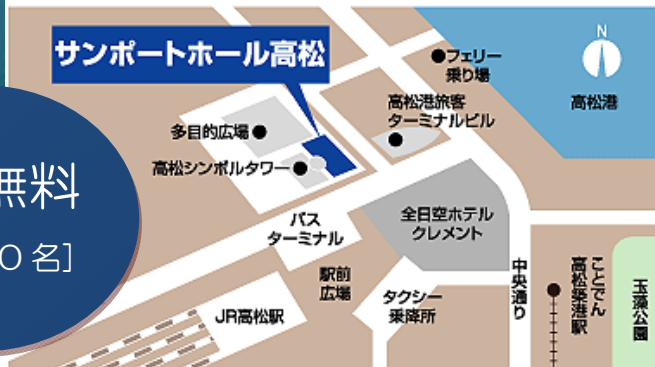 サンポートホール高松
N
フェリー
乗り場
高松港
高松港旅客
ターミナルビル
多目的広場
高松シンボルタワー
無料
0名]
バス
ターミナル
全日空ホテル
クレメント
駅前
広場
タクシー
乗降所
JR高松駅
中央通り
ことでん
高松築港駅
玉藻公園